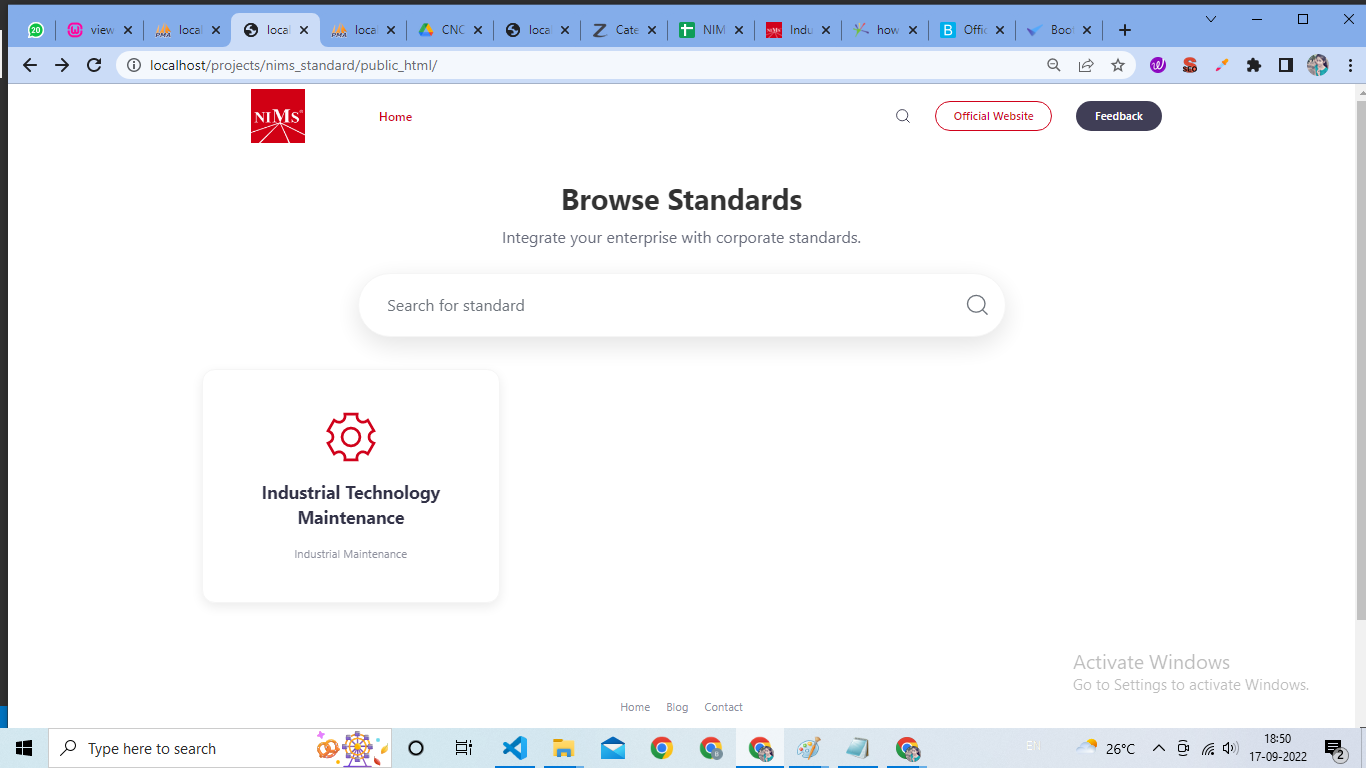 20
view
local
local
local
CNC
local
Cate
NIM
Indu
how
B
Offic
Boot
localhost/projects/nims_standard/public_html/
SEO
NIMS
Home
Official Website
Feedback
Browse Standards
Integrate your enterprise with corporate standards.
Search for standard
Industrial Technology
Maintenance
Industrial Maintenance
Activate Windows
Go to Settings to activate Windows.
Home Blog Contact
Type here to search
26°C
18:50
17-09-2022
2